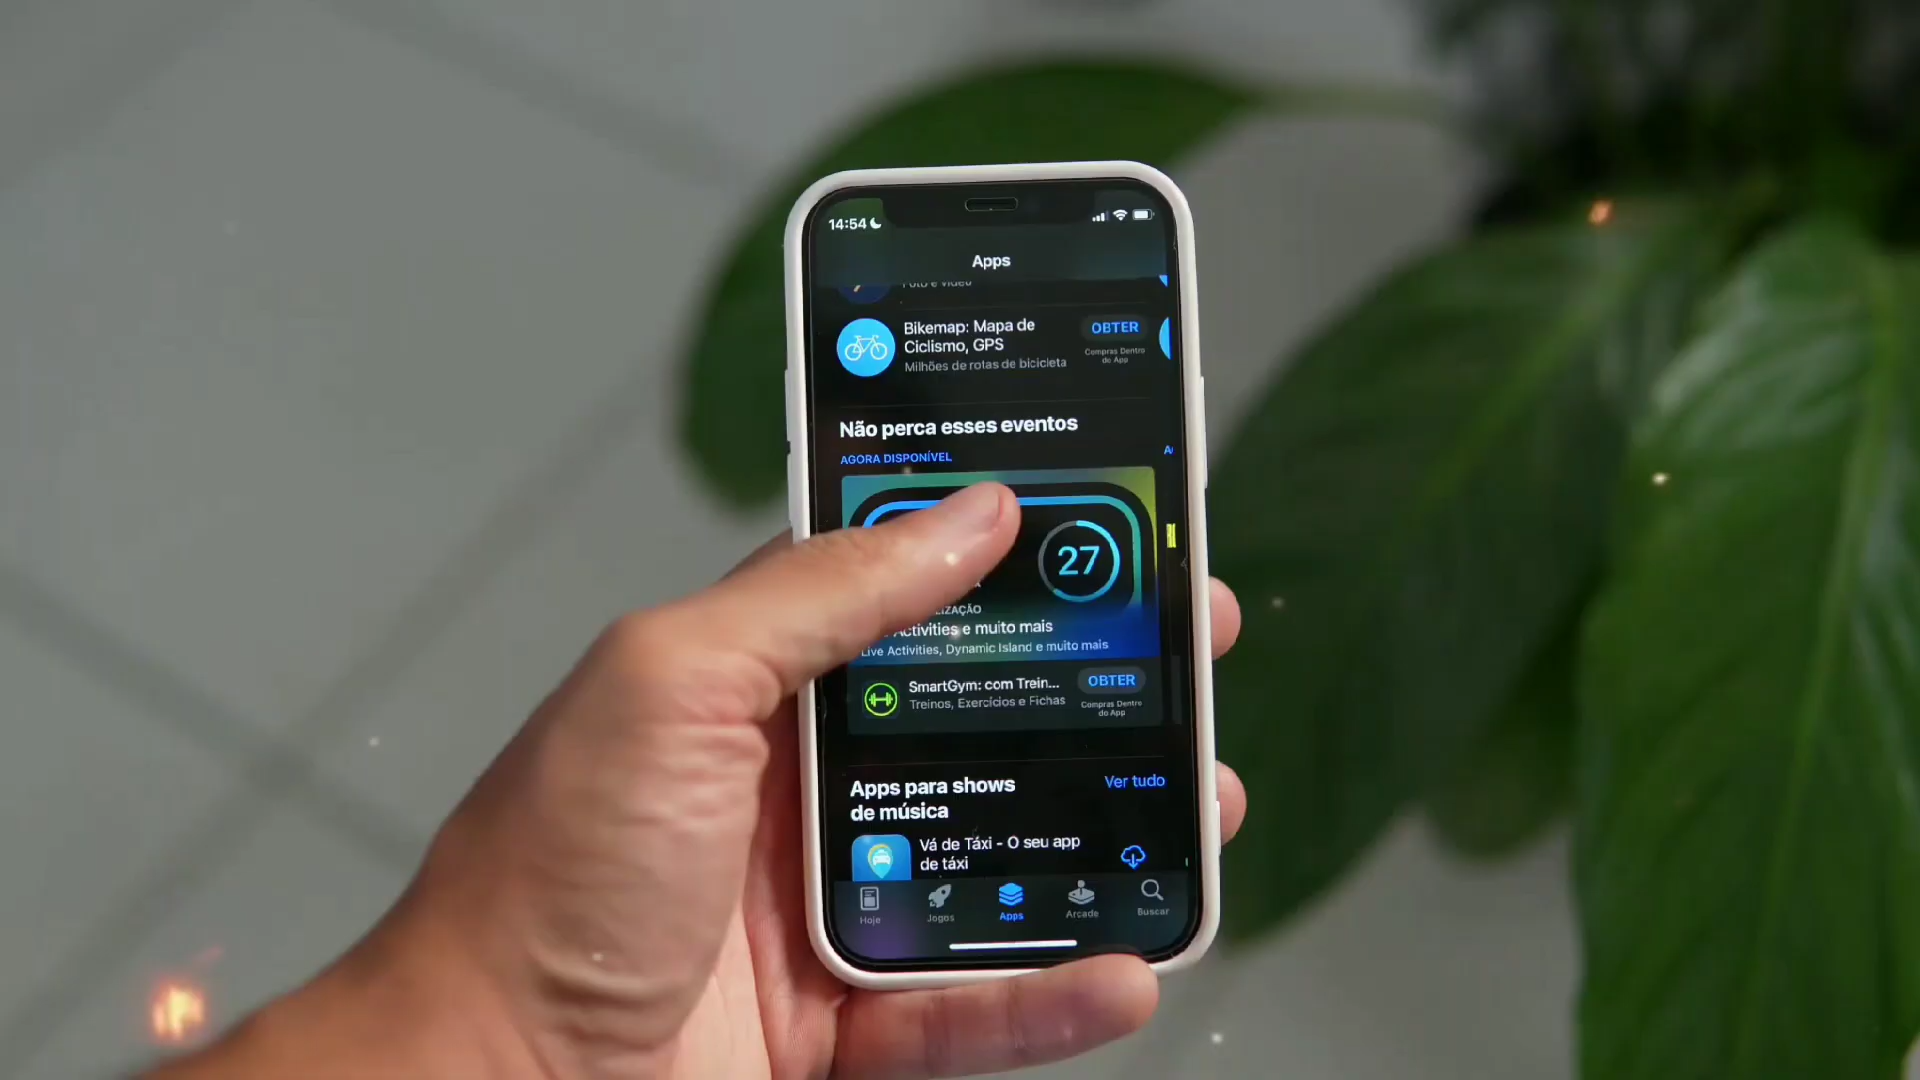 14:54
Apps
Foto e vídeo
Bikemap: Mapa de
Ciclismo, GPS
Milhões de rotas de bicicleta
OBTER
Compras Dentro
do App
Não perca esses eventos
AGORA DISPONÍVEL
27
LIZAÇÃO
Activities e muito mais
Live Activities, Dynamic Island e muito mais
SmartGym: com Trein...
Treinos, Exercícios e Fichas
OBTER
Compras Dentro
do App
Apps para shows
de música
Ver tudo
Vá de Táxi - O seu app
de táxi
Hoje
Jogos
Apps
Arcade
Buscar